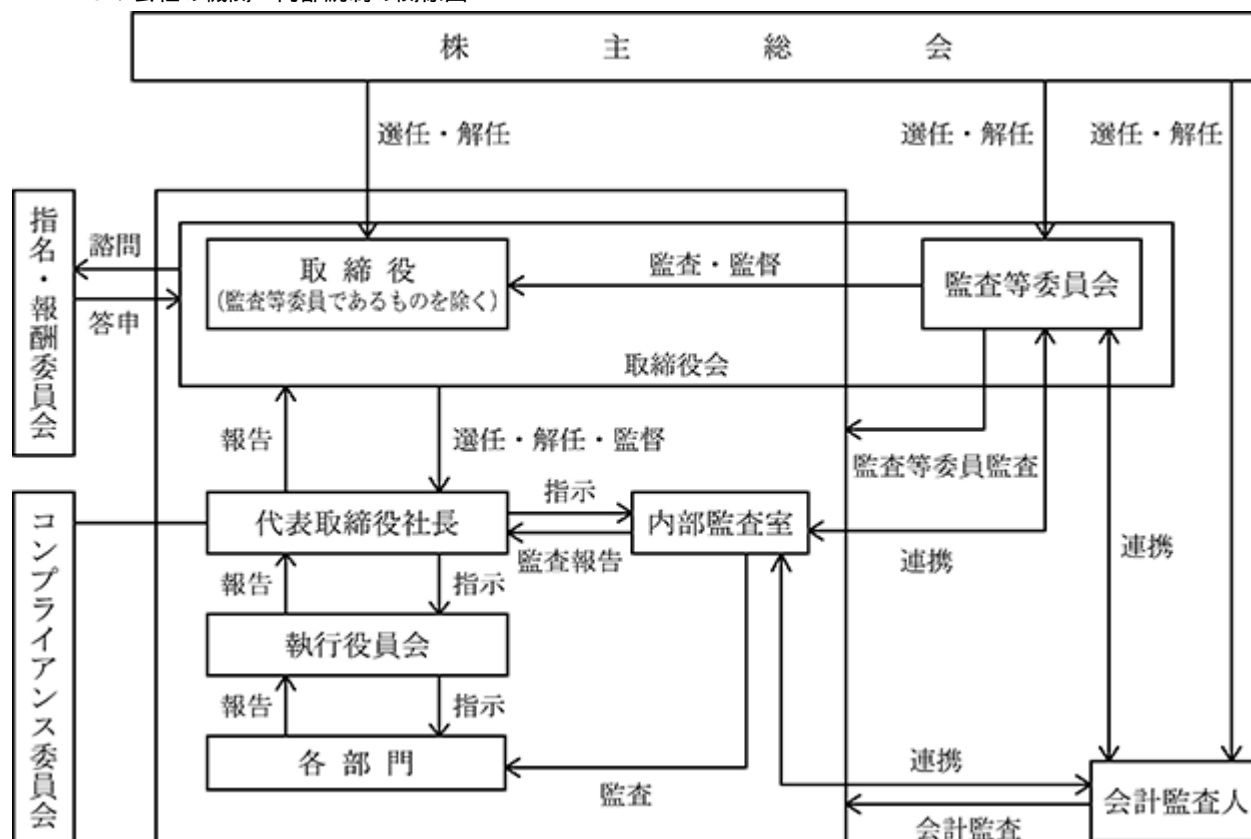 株主総会
選任・解任
選任・解任
選任・解任
指名・報酬委員会
諮問
答申
取締役
(監査等委員であるものを除く)
監査・監督
監査等委員会
取締役会
報告
選任・解任・監督
監査等委員監査
コンプライアンス委員会
代表取締役社長
指示
監査報告
内部監査室
連携
連携
報告
指示
執行役員会
報告
指示
各部門
監査
連携
会計監査
会計監査人